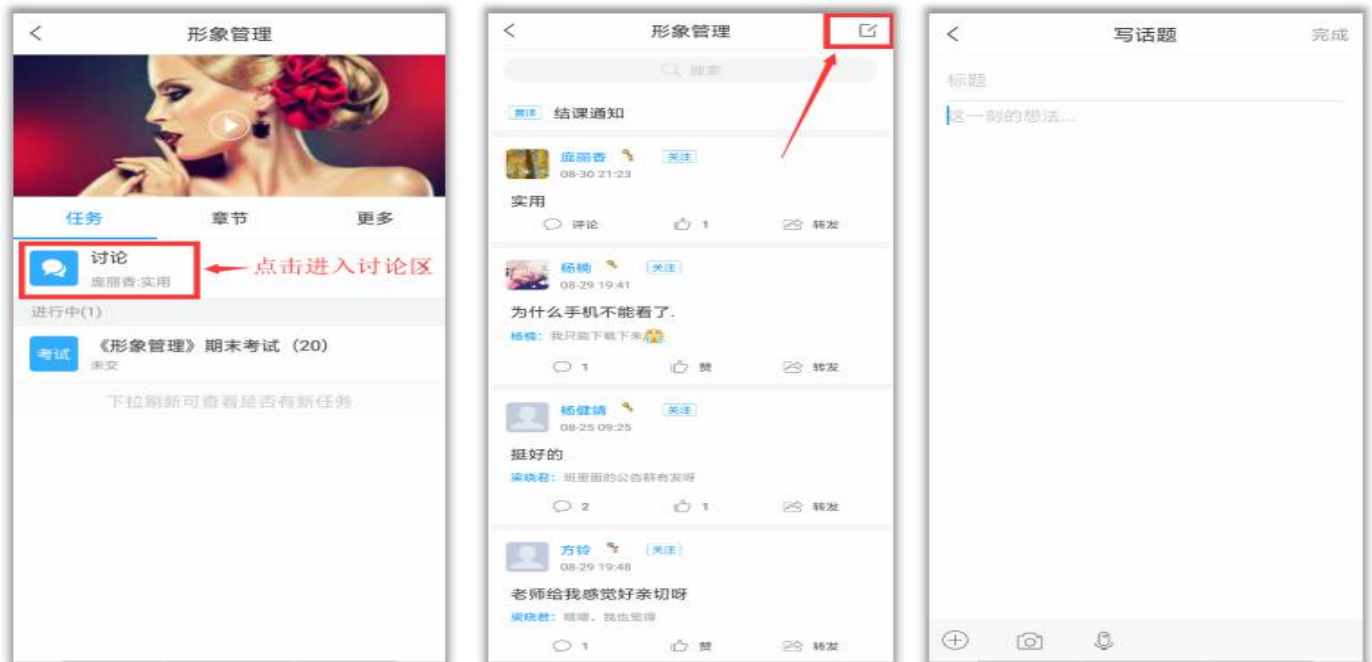 形象管理
任务 章节 更多
讨论
庞丽香:实用
点击进入讨论区
进行中(1)
考试
《形象管理》期末考试（20）
未交
下拉刷新可查看是否有新任务
形象管理
搜索
置顶 结课通知
庞丽香 关注
08-30 21:23
实用
评论 1 转发
杨楠 关注
08-29 19:41
为什么手机不能看了.
杨楠：我只能下载下来
1 赞 转发
杨健婧 关注
08-25 09:25
挺好的
梁晓君：班里面的公告群有发呀
2 1 转发
方铃 关注
08-29 19:48
老师给我感觉好亲切呀
梁晓君：嗯嗯。我也觉得
1 赞 转发
写话题 完成
标题
这一刻的想法...